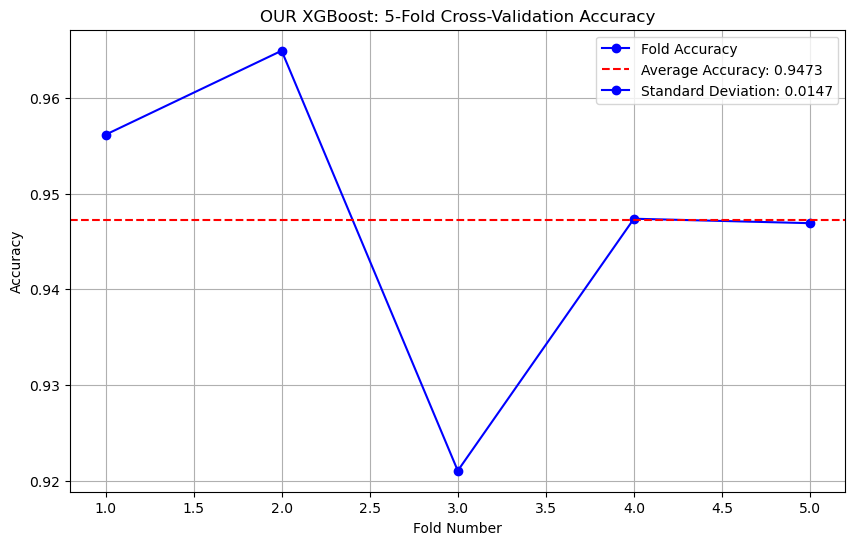 OUR XGBoost: 5-Fold Cross-Validation Accuracy
Fold Accuracy
Average Accuracy: 0.9473
Standard Deviation: 0.0147
0.96
0.95
0.94
0.93
0.92
Accuracy
1.0 1.5 2.0 2.5 3.0 3.5 4.0 4.5 5.0
Fold Number